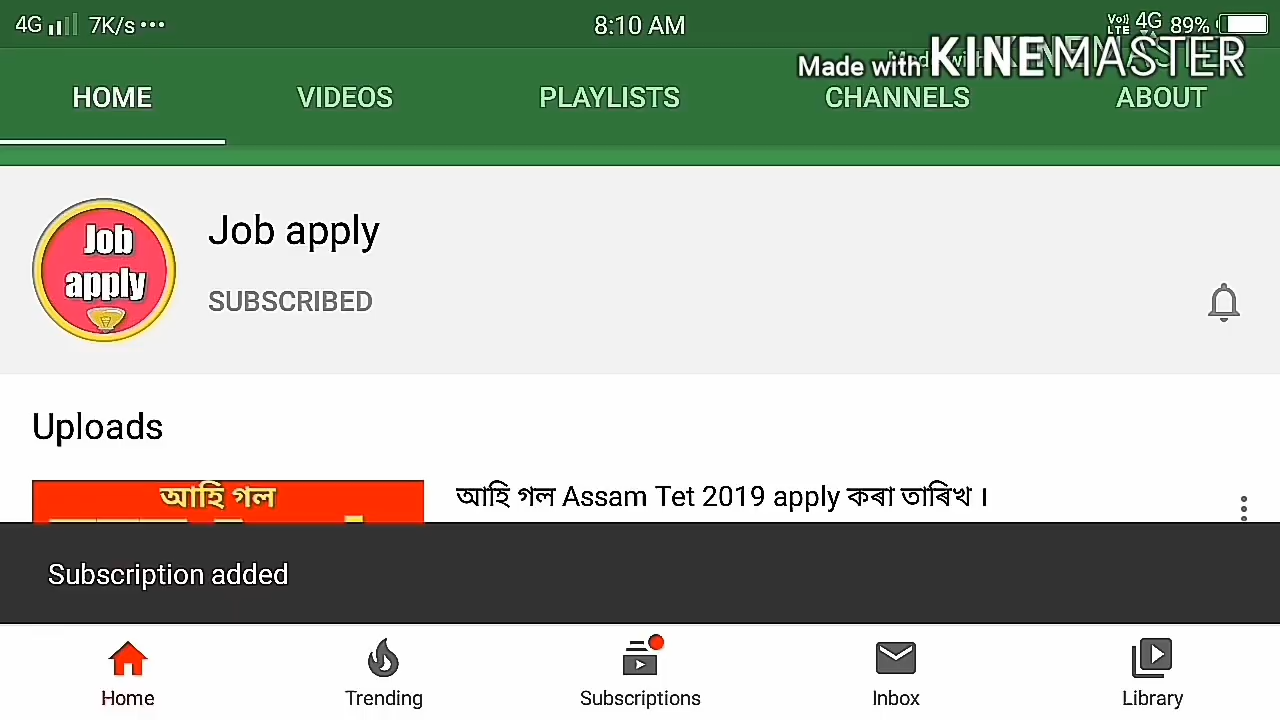 4G 7K/s ••• 8:10 AM VoLTE 4G 89%
Made with KINEMASTER
HOME VIDEOS PLAYLISTS CHANNELS ABOUT
Job apply
Job apply
SUBSCRIBED
Uploads
আহি গল
আহি গল Assam Tet 2019 apply কৰা তাৰিখ।
Subscription added
Home Trending Subscriptions Inbox Library